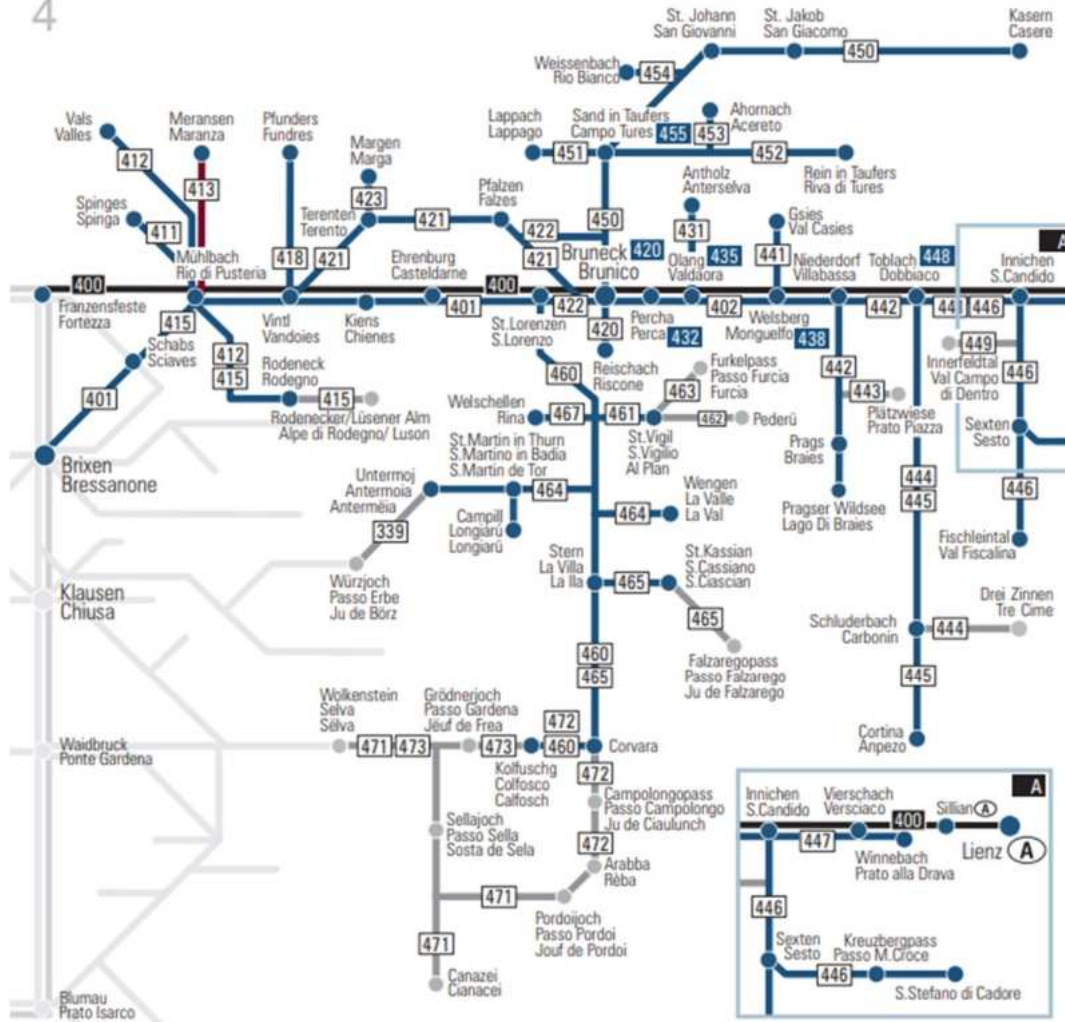 4
St. Johann
San Giovanni
St. Jakob
San Giacomo
Kasern
Casere
450
Weissenbach
Rio Bianco
454
Vals
Valles
Meransen
Maranza
Pfunders
Fundres
Margen
Marga
Lappach
Lappago
Sand in Taufers
Campo Tures
455
Ahornach
Acereto
453
412
413
451
452
Rein in Taufers
Riva di Tures
423
Pfalzen
Falzes
Antholz
Anterselva
Spinges
Spinga
411
Terenten
Terento
421
450
431
Gsies
Val Casies
422
Mühlbach
Rio di Pusteria
418
421
Ehrenburg
Casteldarne
Bruneck
Brunico
420
421
Olang
Valdaora
435
441
Niederdorf
Villabassa
Toblach
Dobbiaco
448
Innichen
S.Candido
A
400
400
Franzensfeste
Fortezza
401
422
402
442
441
446
415
Vintl
Vandoies
Kiens
Chienes
St.Lorenzen
S.Lorenzo
420
Percha
Perca
432
Welsberg
Monguelfo
438
Schabs
Sciaves
412
415
Rodeneck
Rodegno
Reischach
Riscone
Furkelpass
Passo Furcia
Furcia
442
449
Innerfeldtal
Val Campo
di Dentro
446
401
415
460
463
443
Rodenecker/Lüsener Alm
Alpe di Rodegno/ Luson
Welschellen
Rina
467
461
462
Pederü
Plätzwiese
Prato Piazza
St.Vigil
S.Vigilio
Al Plan
Sexten
Sesto
Brixen
Bressanone
St.Martin in Thurn
S.Martino in Badia
S.Martin de Tor
Prags
Braies
444
445
446
Untermoj
Antermoia
Anterмëia
464
Wengen
La Valle
La Val
Pragser Wildsee
Lago Di Braies
339
Campill
Longiarü
Longiarü
464
Fischleintal
Val Fiscalina
Stern
La Villa
La Ila
St.Kassian
S.Cassiano
S.Ciascian
465
Würzjoch
Passo Erbe
Ju de Börz
Klausen
Chiusa
465
Drei Zinnen
Tre Cime
Schluderbach
Carbonin
444
460
465
Falzaregopass
Passo Falzarego
Ju de Falzarego
445
Wolkenstein
Selva
Sëlva
Grödnerjoch
Passo Gardena
Jëuf de Frea
472
Waidbruck
Ponte Gardena
471
473
473
460
Corvara
Cortina
Anpezo
Kolfuschg
Colfosco
Calfosch
472
Campolongopass
Passo Campolongo
Ju de Ciaulunch
Sellajoch
Passo Sella
Sosta de Sela
472
Arabba
Rèba
471
Pordoijoch
Passo Pordoi
Jouf de Pordoi
471
Canazei
Cianacei
Blumau
Prato Isarco
A
Innichen
S.Candido
Vierschach
Versciaco
400
Sillian A
447
Winnebach
Prato alla Drava
Lienz A
446
Sexten
Sesto
Kreuzbergpass
Passo M.Croce
446
S.Stefano di Cadore